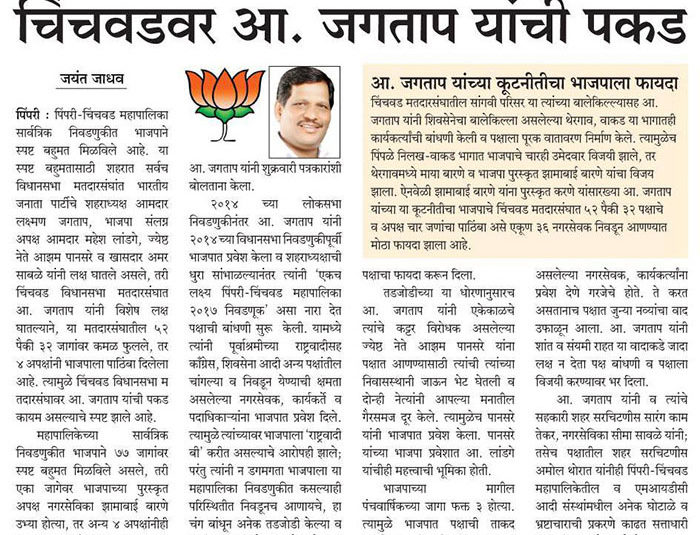 चिंचवडवर आ. जगताप यांची पकड
जयंत जाधव
पिंपरी : पिंपरी-चिंचवड महापालिका
सार्वत्रिक निवडणुकीत भाजपाने
स्पष्ट बहुमत मिळविले आहे. या
स्पष्ट बहुमतासाठी शहरात सर्वच
विधानसभा मतदारसंघांत भारतीय
जनता पार्टीचे शहराध्यक्ष आमदार
लक्ष्मण जगताप, भाजपा संलग्न
अपक्ष आमदार महेश लांडगे, ज्येष्ठ
नेते आझम पानसरे व खासदार अमर
साबळे यांनी लक्ष घातले असले, तरी
चिंचवड विधानसभा मतदारसंघात
आ. जगताप यांनी विशेष लक्ष
घातल्याने, या मतदारसंघातील ५२
पैकी ३२ जागांवर कमळ फुलले, तर
४ अपक्षांनी भाजपाला पाठिंबा दिलेला
आहे. त्यामुळे चिंचवड विधानसभा म
तदारसंघावर आ. जगताप यांची पकड
कायम असल्याचे स्पष्ट झाले आहे.
महापालिकेच्या सार्वत्रिक
निवडणुकीत भाजपने ७७ जागांवर
स्पष्ट बहुमत मिळविले असले, तरी
एका जागेवर भाजपाच्या पुरस्कृत
अपक्ष नगरसेविका झामाबाई बारणे
उभ्या होत्या, तर अन्य ४ अपक्षांनीही
आ. जगताप यांनी शुक्रवारी पत्रकारांशी
बोलताना केला.
२०१४ च्या लोकसभा
निवडणुकीनंतर आ. जगताप यांनी
२०१४च्या विधानसभा निवडणुकीपूर्वी
भाजपात प्रवेश केला व शहराध्यक्षाची
धुरा सांभाळल्यानंतर त्यांनी 'एकच
लक्ष्य पिंपरी-चिंचवड महापालिका
२०१७ निवडणूक' असा नारा देत
पक्षाची बांधणी सुरू केली. यामध्ये
त्यांनी पूर्वाश्रमीच्या राष्ट्रवादीसह
काँग्रेस, शिवसेना आदी अन्य पक्षांतील
चांगल्या व निवडून येण्याची क्षमता
असलेल्या नगरसेवक, कार्यकर्ते व
पदाधिकाऱ्यांना भाजपात प्रवेश दिले.
त्यामुळे त्यांच्यावर भाजपाला 'राष्ट्रवादी
बी' करीत असल्याचे आरोपही झाले;
परंतु त्यांनी न डगमगता भाजपाला या
महापालिका निवडणुकीत कसल्याही
परिस्थितीत निवडूनच आणायचे, हा
चंग बांधून अनेक तडजोडी केल्या व
आ. जगताप यांच्या कूटनीतीचा भाजपाला फायदा
चिंचवड मतदारसंघातील सांगवी परिसर या त्यांच्या बालेकिल्ल्यासह आ.
जगताप यांनी शिवसेनेचा बालेकिल्ला असलेल्या थेरगाव, वाकड या भागातही
कार्यकर्त्यांची बांधणी केली व पक्षाला पूरक वातावरण निर्माण केले. त्यामुळेच
पिंपळे निलख-वाकड भागात भाजपाचे चारही उमेदवार विजयी झाले, तर
थेरगावमध्ये माया बारणे व भाजपा पुरस्कृत झामाबाई बारणे यांचा विजय
झाला. ऐनवेळी झामाबाई बारणे यांना पुरस्कृत करणे यांसारख्या आ. जगताप
यांच्या या कूटनीतीचा भाजपाचे चिंचवड मतदारसंघात ५२ पैकी ३२ पक्षाचे
व अपक्ष चार जणांचा पाठिंबा असे एकूण ३६ नगरसेवक निवडून आणण्यात
मोठा फायदा झाला आहे.
पक्षाचा फायदा करून दिला.
तडजोडीच्या या धोरणानुसारच
आ. जगताप यांनी एकेकाळचे
त्यांचे कट्टर विरोधक असलेल्या
ज्येष्ठ नेते आझम पानसरे यांना
पक्षात आणण्यासाठी त्यांची त्यांच्या
निवासस्थानी जाऊन भेट घेतली व
दोन्ही नेत्यांनी आपल्या मनातील
गैरसमज दूर केले. त्यामुळेच पानसरे
यांनी भाजपात प्रवेश केला. पानसरे
यांच्या भाजपा प्रवेशात आ. लांडगे
यांचीही महत्त्वाची भूमिका होती.
भाजपाच्या मागील
पंचवार्षिकच्या जागा फक्त ३ होत्या.
त्यामुळे भाजपात पक्षाची ताकद
असलेल्या नगरसेवक, कार्यकर्त्यांना
प्रवेश देणे गरजेचे होते. ते करत
असतानाच पक्षात जुन्या नव्यांचा वाद
उफाळून आला. आ. जगताप यांनी
शांत व संयमी राहत या वादाकडे जादा
लक्ष न देता पक्ष बांधणी व पक्षाला
विजयी करण्यावर भर दिला.
आ. जगताप यांनी व त्यांचे
सहकारी शहर सरचिटणीस सारंग काम
तेकर, नगरसेविका सीमा सावळे यांनी;
तसेच पक्षातील शहर सरचिटणीस
अमोल थोरात यांनीही पिंपरी-चिंचवड
महापालिकेतील व एमआयडीसी
आदी संस्थांमधील अनेक घोटाळे व
भ्रष्टाचाराची प्रकरणे काढत सत्ताधारी